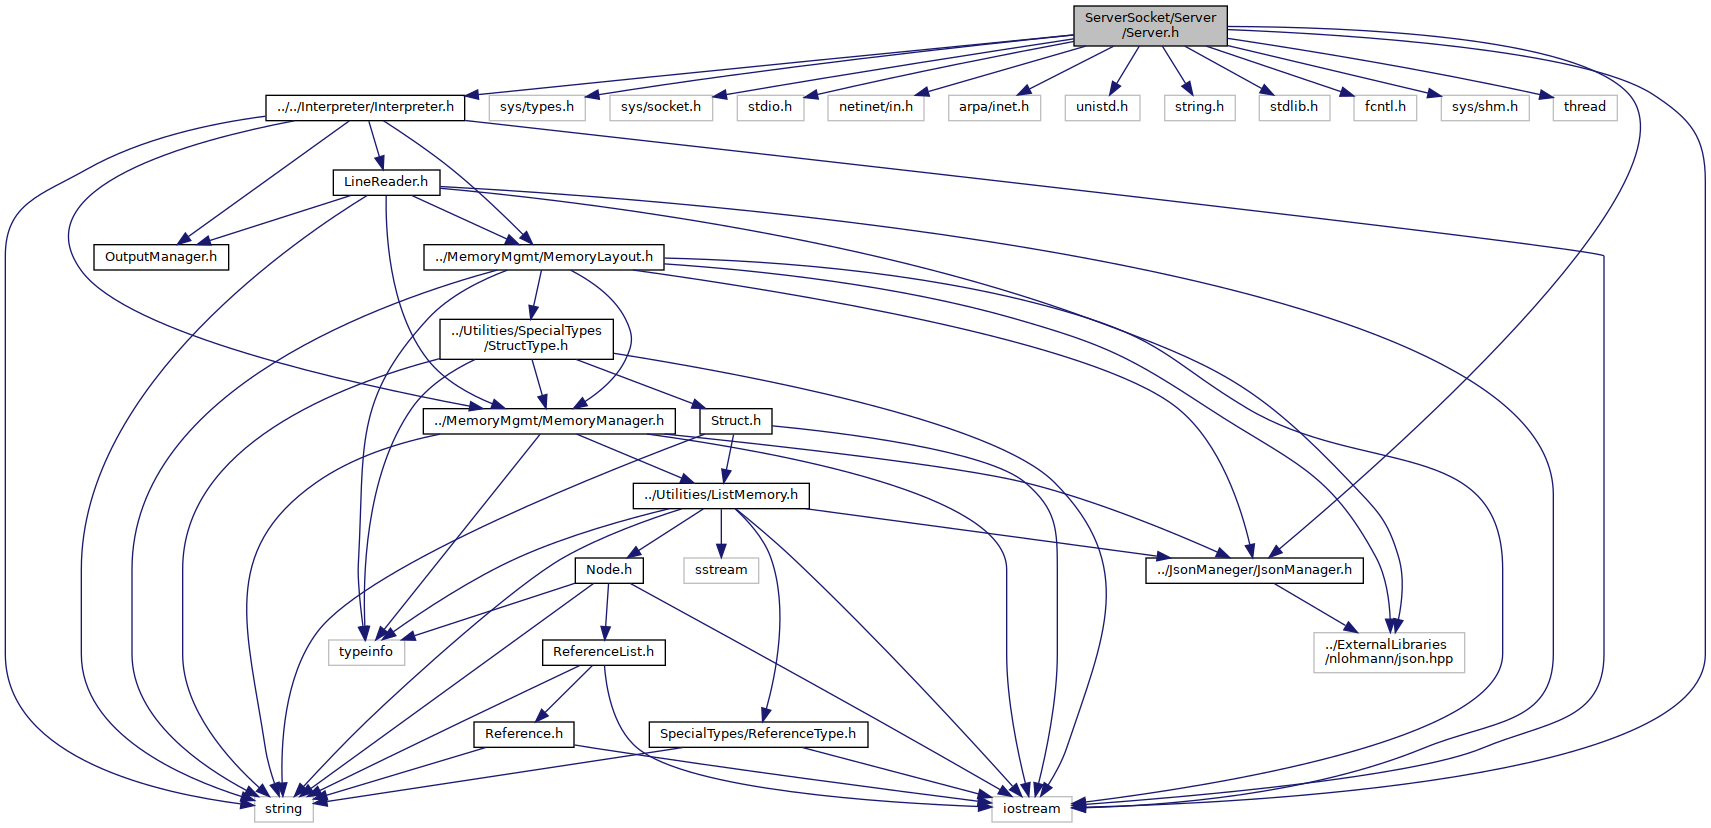 ServerSocket/Server
/Server.h
../../Interpreter/Interpreter.h
sys/types.h
sys/socket.h
stdio.h
netinet/in.h
arpa/inet.h
unistd.h
string.h
stdlib.h
fcntl.h
sys/shm.h
thread
LineReader.h
OutputManager.h
../MemoryMgmt/MemoryLayout.h
../Utilities/SpecialTypes
/StructType.h
../MemoryMgmt/MemoryManager.h
Struct.h
../Utilities/ListMemory.h
Node.h
sstream
../JsonManeger/JsonManager.h
typeinfo
ReferenceList.h
../ExternalLibraries
/nlohmann/json.hpp
Reference.h
SpecialTypes/ReferenceType.h
string
iostream